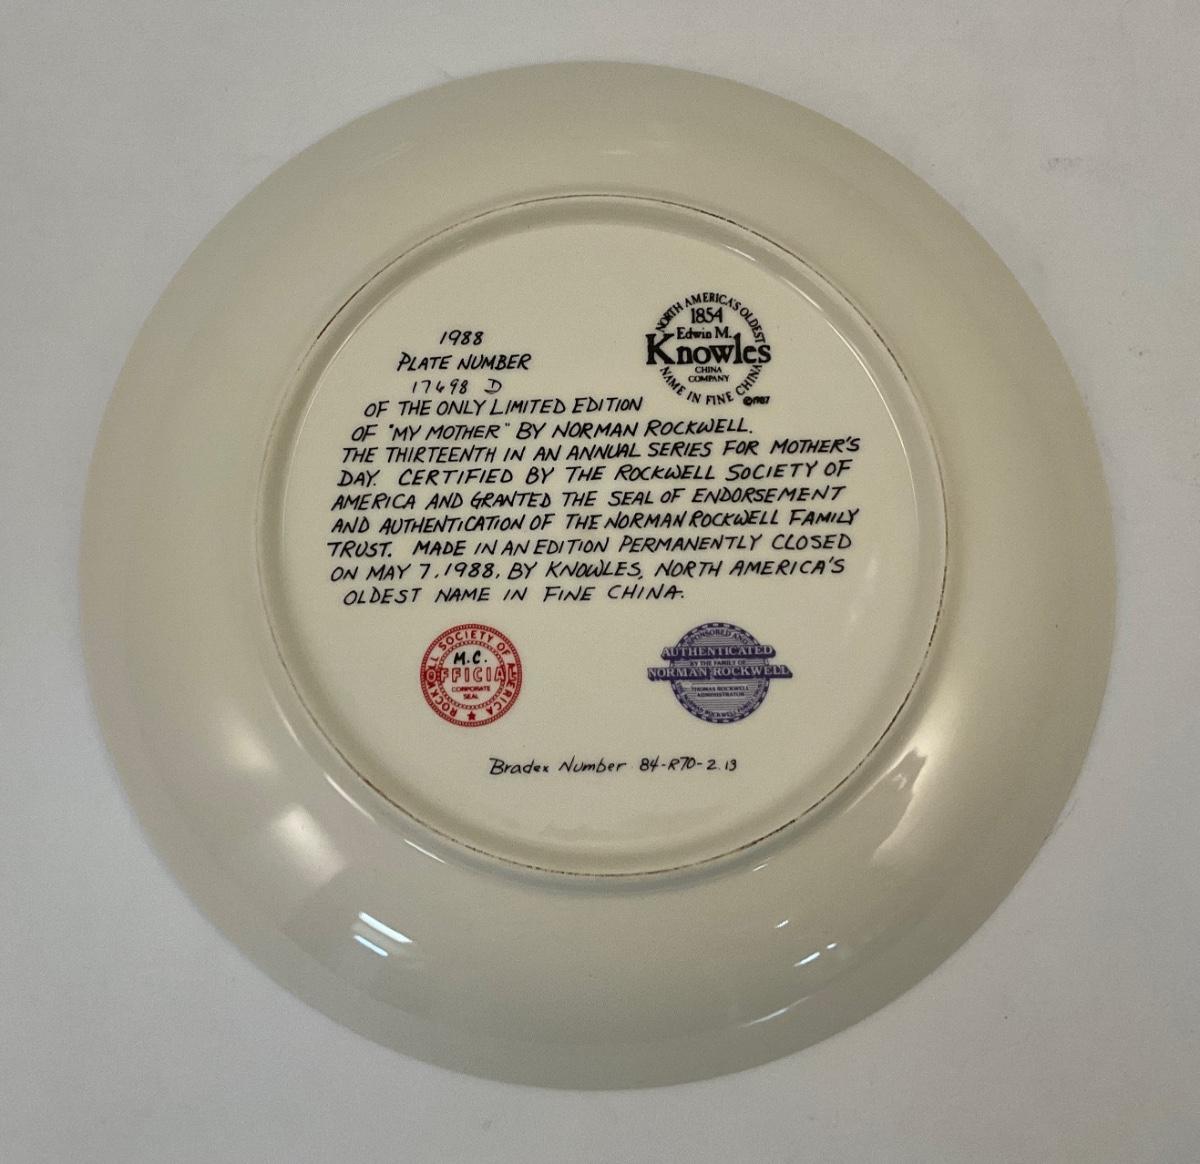 1988
PLATE NUMBER
17498 D
OF THE ONLY LIMITED EDITION
OF "MY MOTHER" BY NORMAN ROCKWELL.
THE THIRTEENTH IN AN ANNUAL SERIES FOR MOTHER'S
DAY. CERTIFIED BY THE ROCKWELL SOCIETY OF
AMERICA AND GRANTED THE SEAL OF ENDORSEMENT
AND AUTHENTICATION OF THE NORMAN ROCKWELL FAMILY
TRUST. MADE IN AN EDITION PERMANENTLY CLOSED
ON MAY 7, 1988, BY KNOWLES, NORTH AMERICA'S
OLDEST NAME IN FINE CHINA.
NORTH AMERICA'S OLDEST
1854
Edwin M.
Knowles
CHINA
COMPANY
NAME IN FINE CHINA
©1987
ROCKWELL SOCIETY OF AMERICA
M.C.
OFFICIAL
CORPORATE
SEAL
SPONSORED AND
AUTHENTICATED
BY THE FAMILY OF
NORMAN ROCKWELL
THOMAS ROCKWELL
ADMINISTRATOR
Bradex Number 84-R70-2.13